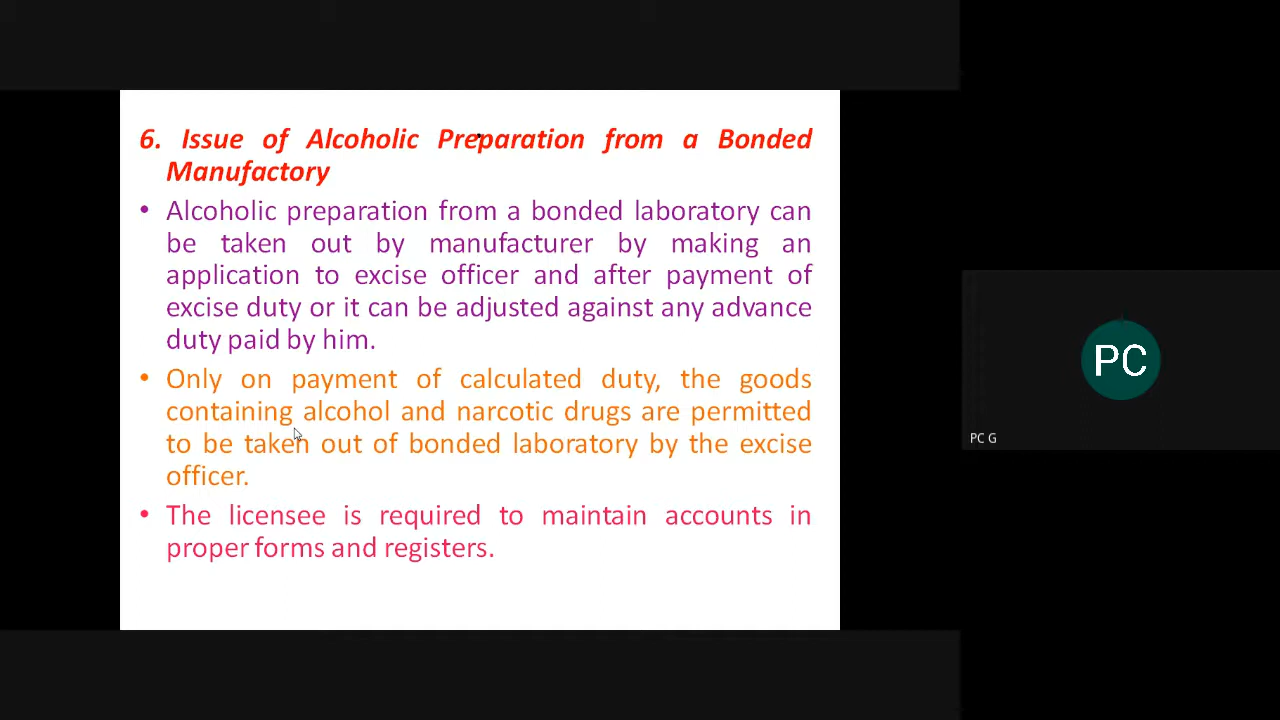 6. Issue of Alcoholic Preparation from a Bonded
Manufactory
• Alcoholic preparation from a bonded laboratory can
be taken out by manufacturer by making an
application to excise officer and after payment of
excise duty or it can be adjusted against any advance
duty paid by him.
• Only on payment of calculated duty, the goods
containing alcohol and narcotic drugs are permitted
to be taken out of bonded laboratory by the excise
officer.
• The licensee is required to maintain accounts in
proper forms and registers.
PC
PC G